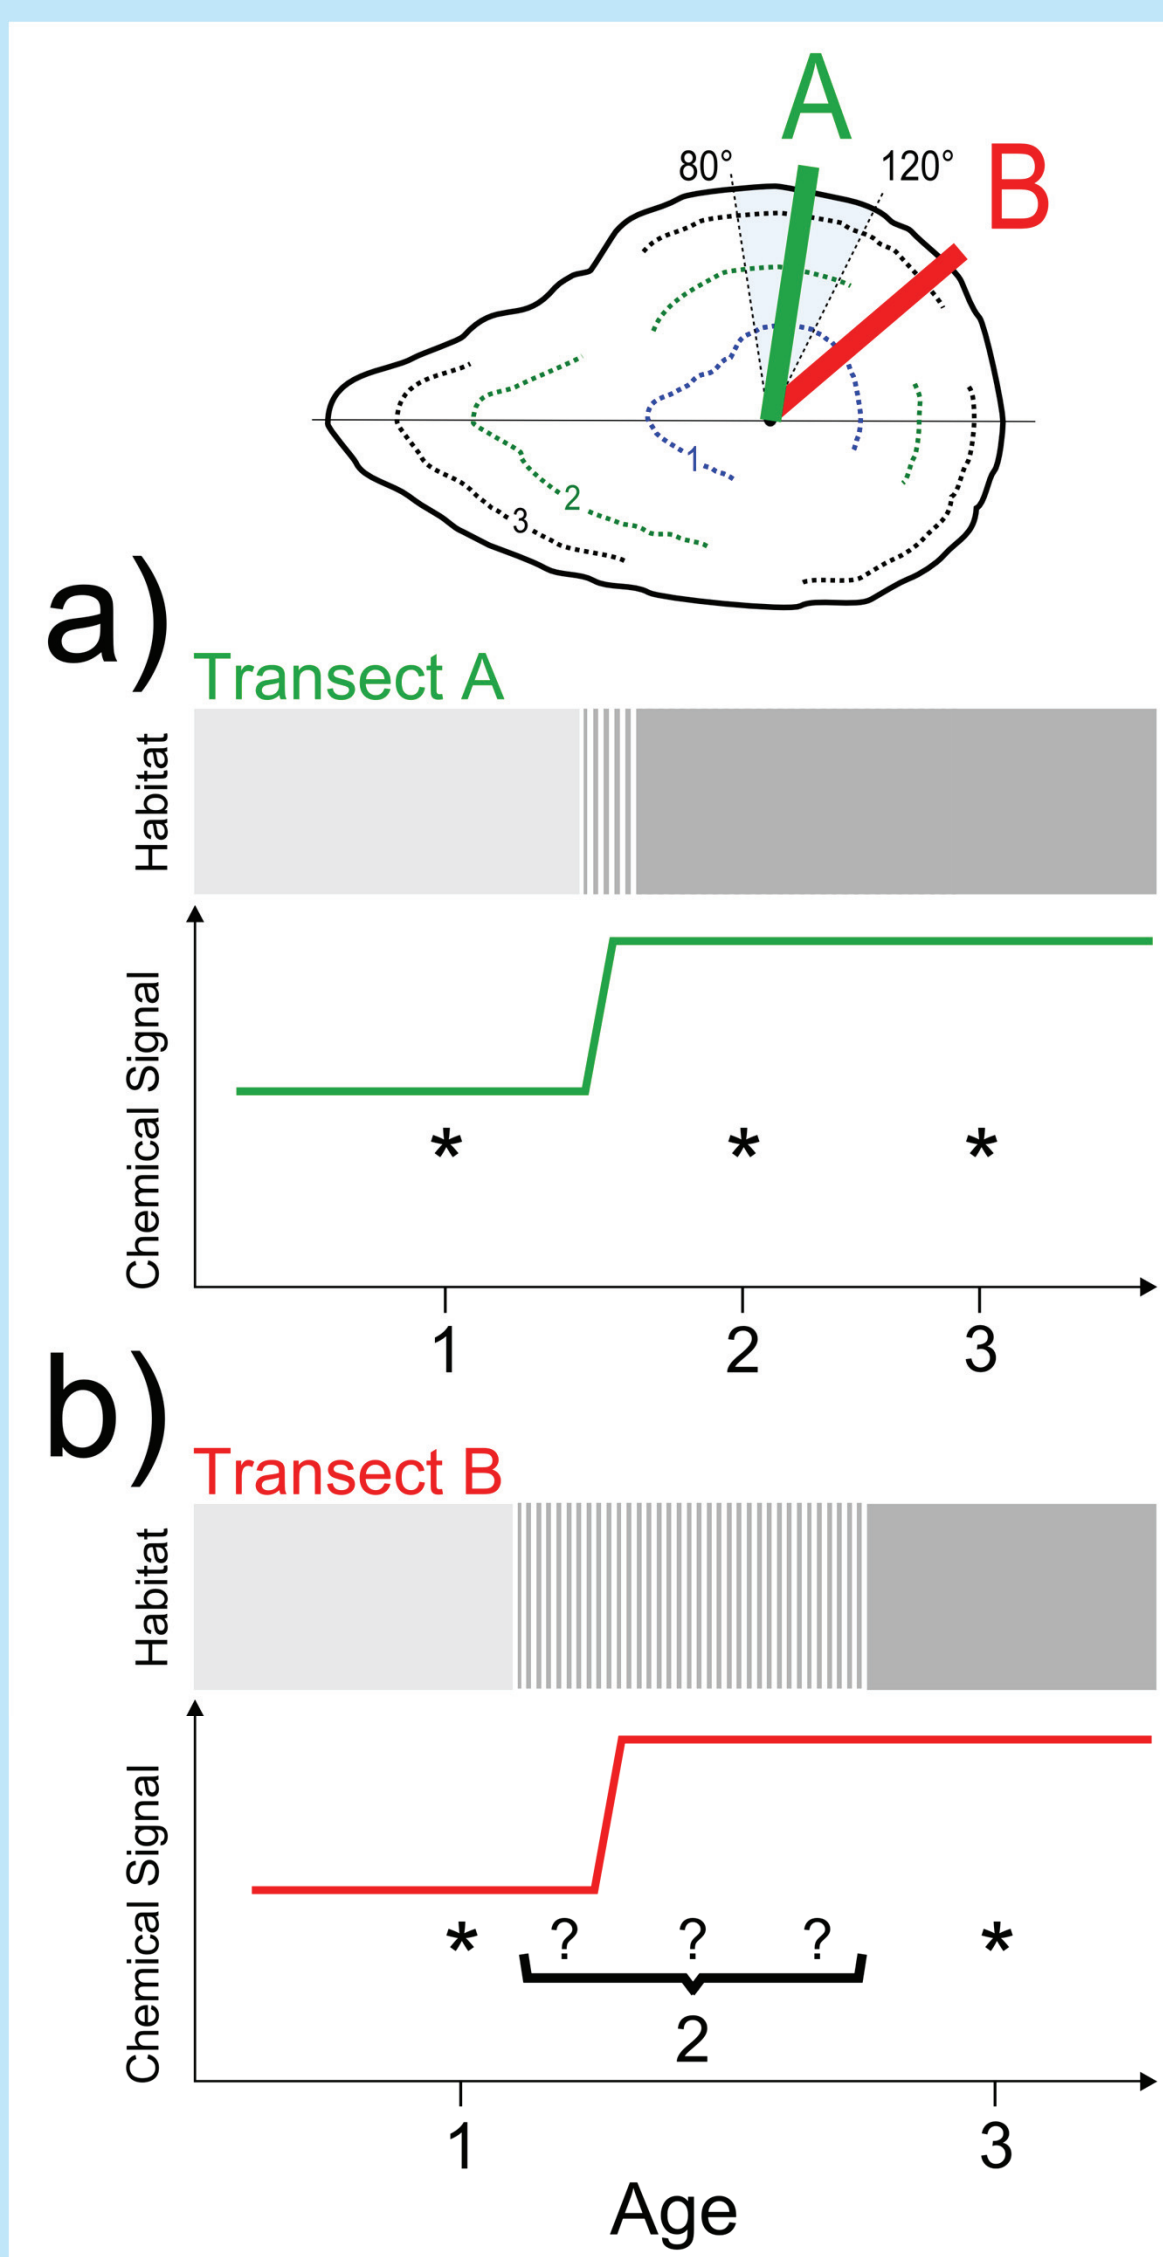 A
80°
120°
B
1
2
3
a)
Transect A
Habitat
Chemical Signal
* * *
1 2 3
b)
Transect B
Habitat
Chemical Signal
* ? ? ? *
2
1 3
Age